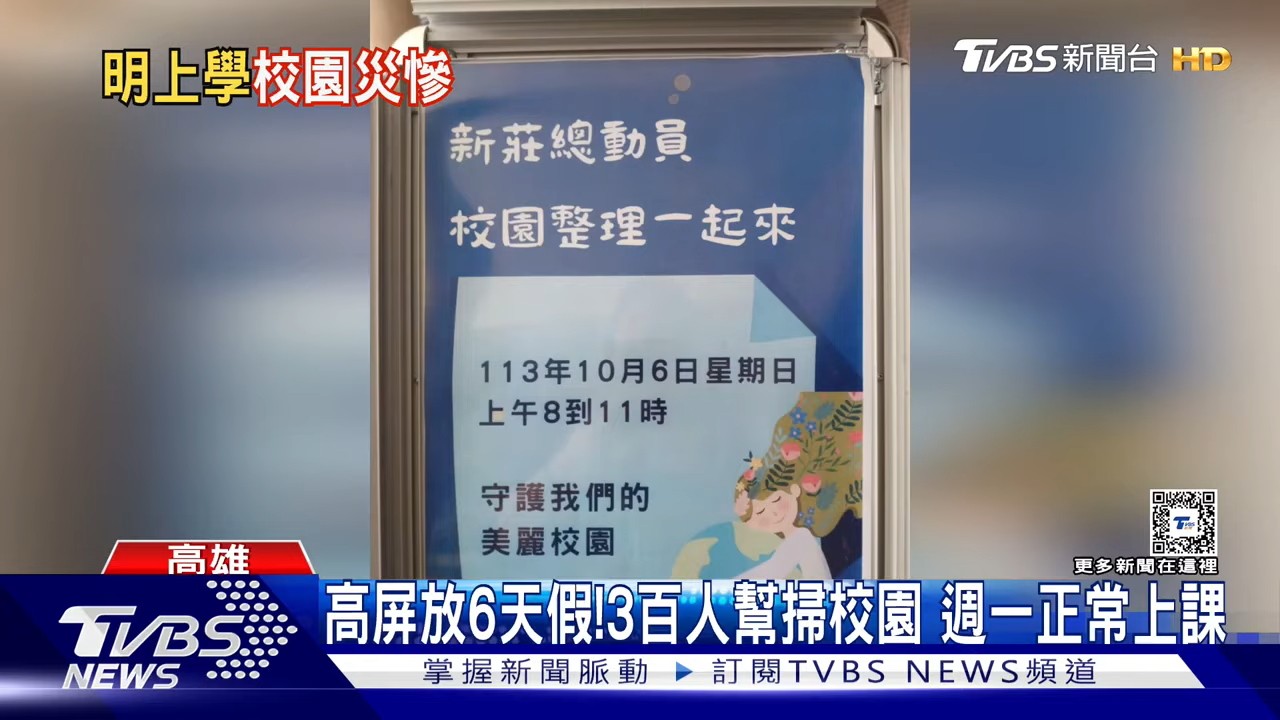 明上學校園災慘
TVBS新聞台 HD
新莊總動員
校園整理一起來
113年10月6日星期日
上午8到11時
守護我們的
美麗校園
TVBS
更多新聞在這裡
高雄
高屏放6天假!3百人幫掃校園 週一正常上課
TVBS
NEWS
掌握新聞脈動 訂閱TVBS NEWS頻道